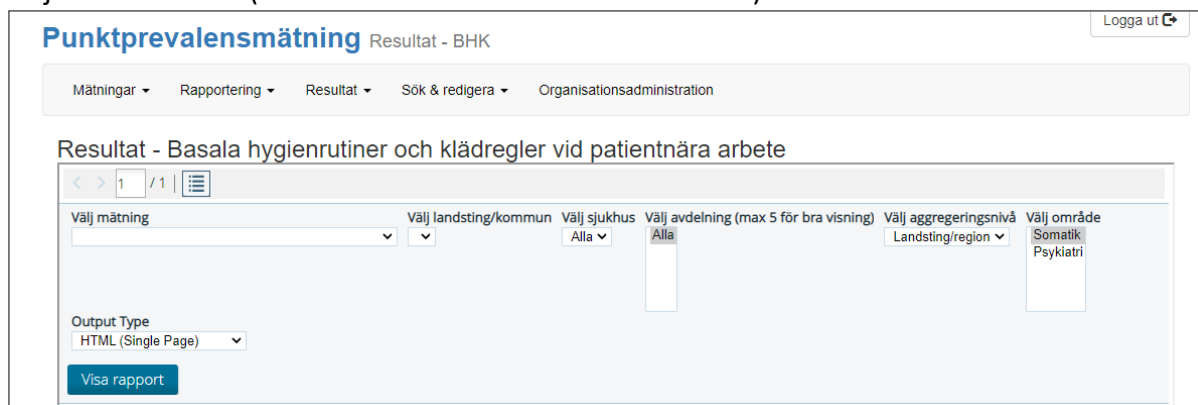 Logga ut
Punktprevalensmätning Resultat - BHK
Mätningar Rapportering Resultat Sök & redigera Organisationsadministration
Resultat - Basala hygienrutiner och klädregler vid patientnära arbete
< > 1 / 1
Välj mätning Välj landsting/kommun Välj sjukhus Välj avdelning (max 5 för bra visning) Välj aggregeringsnivå Välj område
Alla Alla Landsting/region Somatik
Psykiatri
Output Type
HTML (Single Page)
Visa rapport